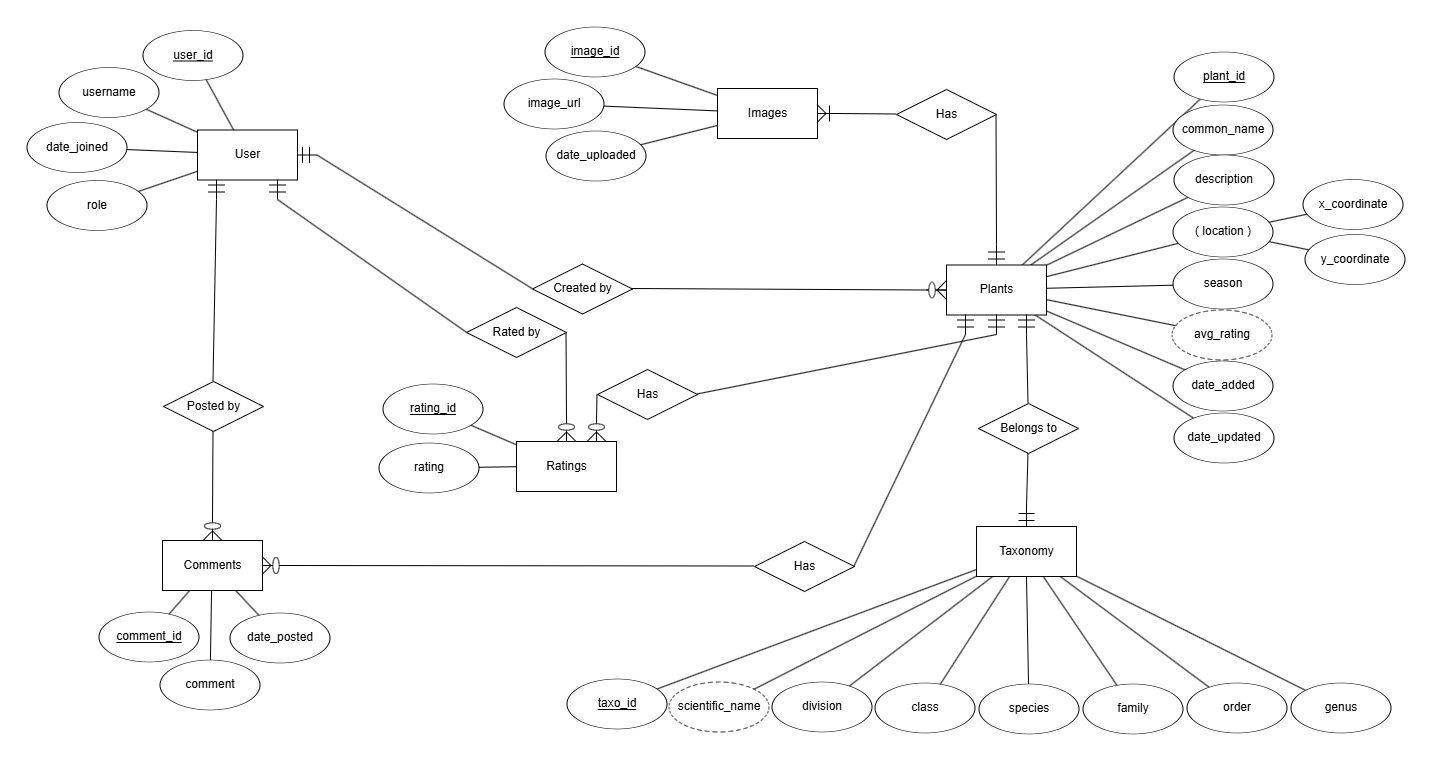 user_id
username
date_joined
role
User
image_id
image_url
date_uploaded
Images
Has
plant_id
common_name
description
( location )
x_coordinate
y_coordinate
season
avg_rating
date_added
date_updated
Plants
Created by
Rated by
Has
Posted by
rating_id
rating
Ratings
Belongs to
Comments
comment_id
comment
date_posted
Has
Taxonomy
taxo_id
scientific_name
division
class
species
family
order
genus